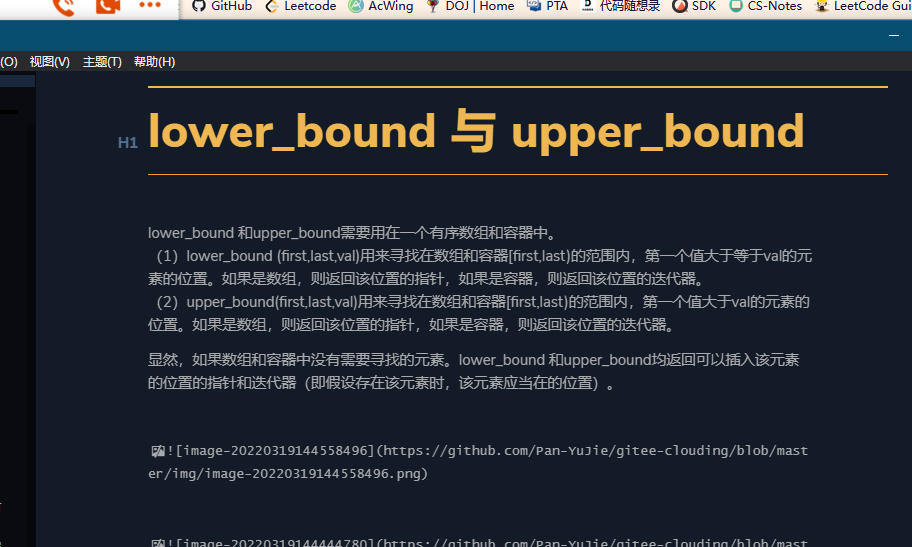 GitHub Leetcode AcWing DOJ | Home PTA 代码随想录 SDK CS-Notes LeetCode Gui
(O) 视图(V) 主题(T) 帮助(H)
H1 lower_bound 与 upper_bound
lower_bound 和upper_bound需要用在一个有序数组和容器中。
（1）lower_bound (first,last,val)用来寻找在数组和容器[first,last)的范围内，第一个值大于等于val的元
素的位置。如果是数组，则返回该位置的指针，如果是容器，则返回该位置的迭代器。
（2）upper_bound(first,last,val)用来寻找在数组和容器[first,last)的范围内，第一个值大于val的元素的
位置。如果是数组，则返回该位置的指针，如果是容器，则返回该位置的迭代器。
显然，如果数组和容器中没有需要寻找的元素。lower_bound 和upper_bound均返回可以插入该元素
的位置的指针和迭代器（即假设存在该元素时，该元素应当在的位置）。
![image-20220319144558496](https://github.com/Pan-YuJie/gitee-clouding/blob/mast
er/img/image-20220319144558496.png)
![image-20220319144444780](https://github.com/Pan-YuJie/gitee-clouding/blob/mast